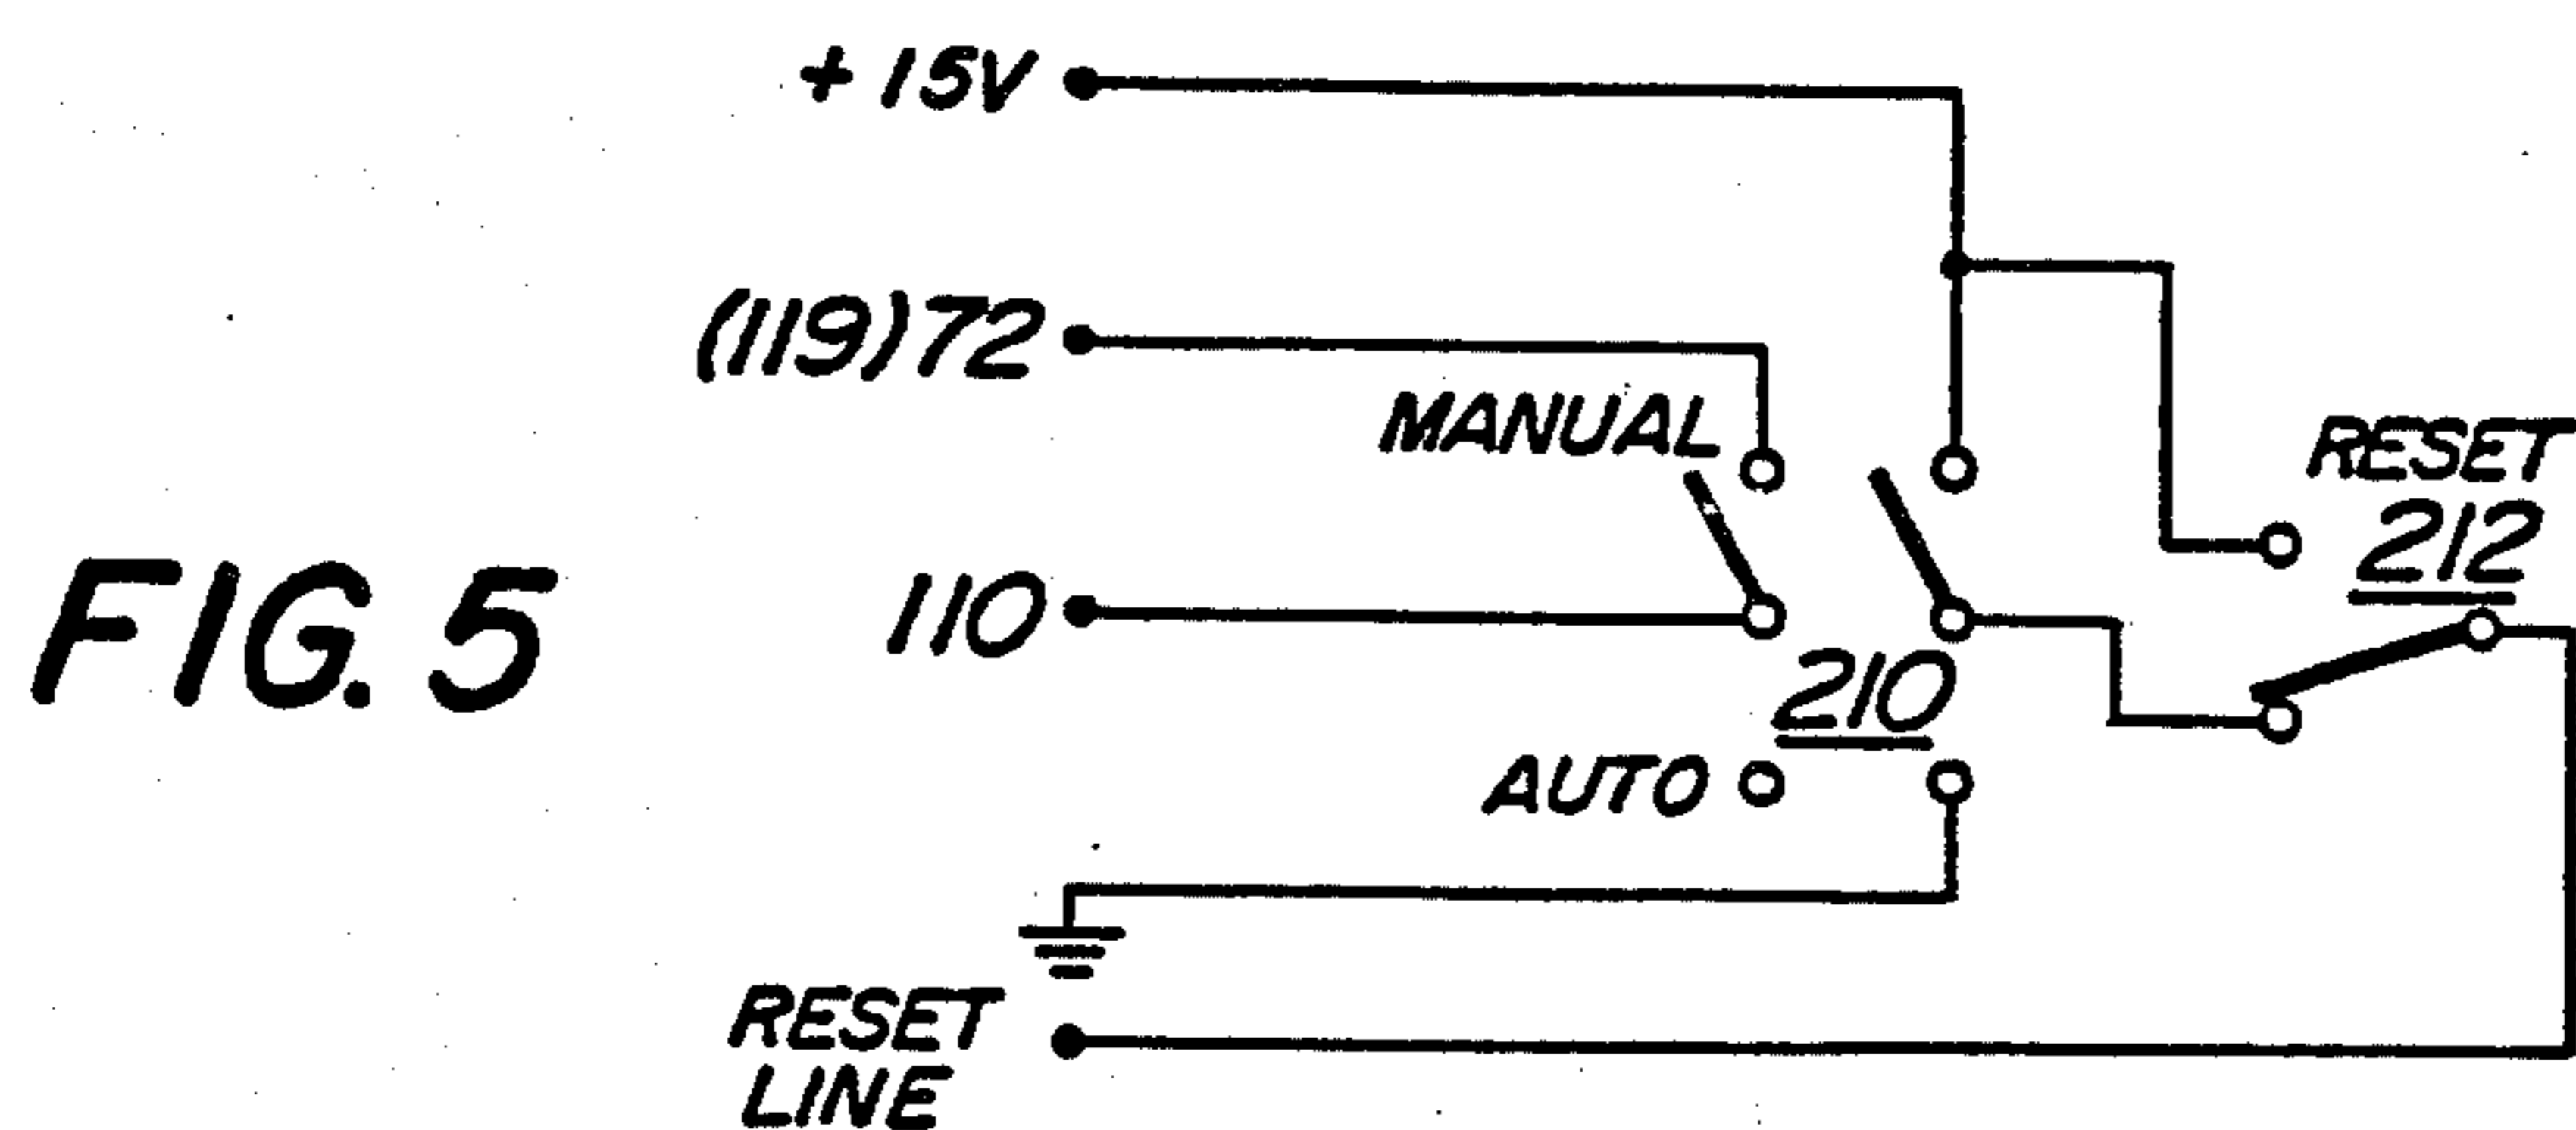 +15V
(119)72
MANUAL
RESET
212
110
FIG. 5
210
AUTO
RESET
LINE